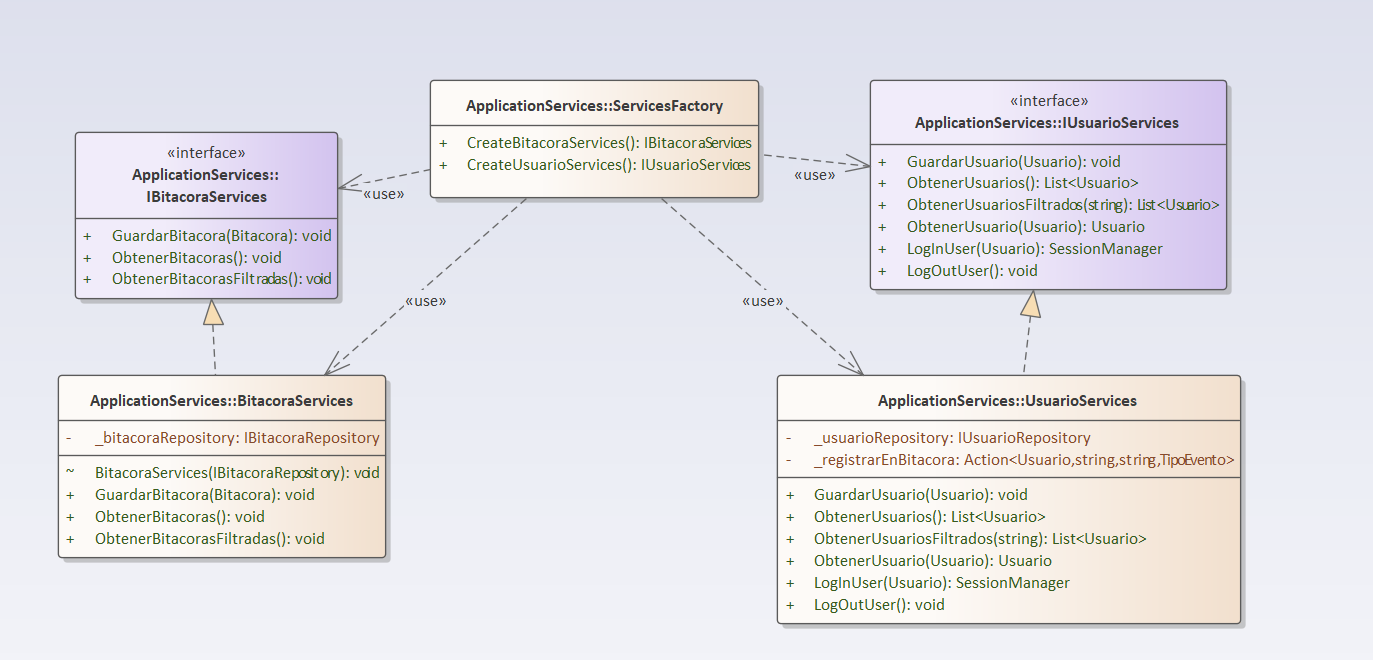 ApplicationServices::ServicesFactory
+ CreateBitacoraServices(): IBitacoraServices
+ CreateUsuarioServices(): IUsuarioServices
«interface»
ApplicationServices::IUsuarioServices
+ GuardarUsuario(Usuario): void
+ ObtenerUsuarios(): List<Usuario>
+ ObtenerUsuariosFiltrados(string): List<Usuario>
+ ObtenerUsuario(Usuario): Usuario
+ LogInUser(Usuario): SessionManager
+ LogOutUser(): void
«interface»
ApplicationServices::
IBitacoraServices
+ GuardarBitacora(Bitacora): void
+ ObtenerBitacoras(): void
+ ObtenerBitacorasFiltradas(): void
«use»
«use»
«use»
«use»
ApplicationServices::BitacoraServices
- _bitacoraRepository: IBitacoraRepository
~ BitacoraServices(IBitacoraRepository): void
+ GuardarBitacora(Bitacora): void
+ ObtenerBitacoras(): void
+ ObtenerBitacorasFiltradas(): void
ApplicationServices::UsuarioServices
- _usuarioRepository: IUsuarioRepository
- _registrarEnBitacora: Action<Usuario,string,string,TipoEvento>
+ GuardarUsuario(Usuario): void
+ ObtenerUsuarios(): List<Usuario>
+ ObtenerUsuariosFiltrados(string): List<Usuario>
+ ObtenerUsuario(Usuario): Usuario
+ LogInUser(Usuario): SessionManager
+ LogOutUser(): void